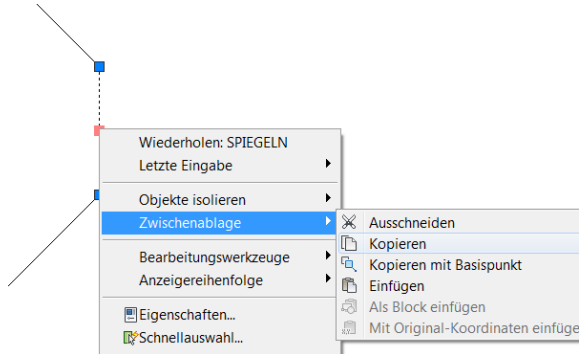 Wiederholen: SPIEGELN
Letzte Eingabe
Objekte isolieren
Zwischenablage
Bearbeitungswerkzeuge
Anzeigereihenfolge
Eigenschaften...
Schnellauswahl...
Ausschneiden
Kopieren
Kopieren mit Basispunkt
Einfügen
Als Block einfügen
Mit Original-Koordinaten einfüge